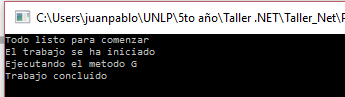 C:\Users\juanpablo\UNLP\5to año\Taller .NET\Taller_Net\P
Todo listo para comenzar
El trabajo se ha iniciado
Ejecutando el metodo G
Trabajo concluido